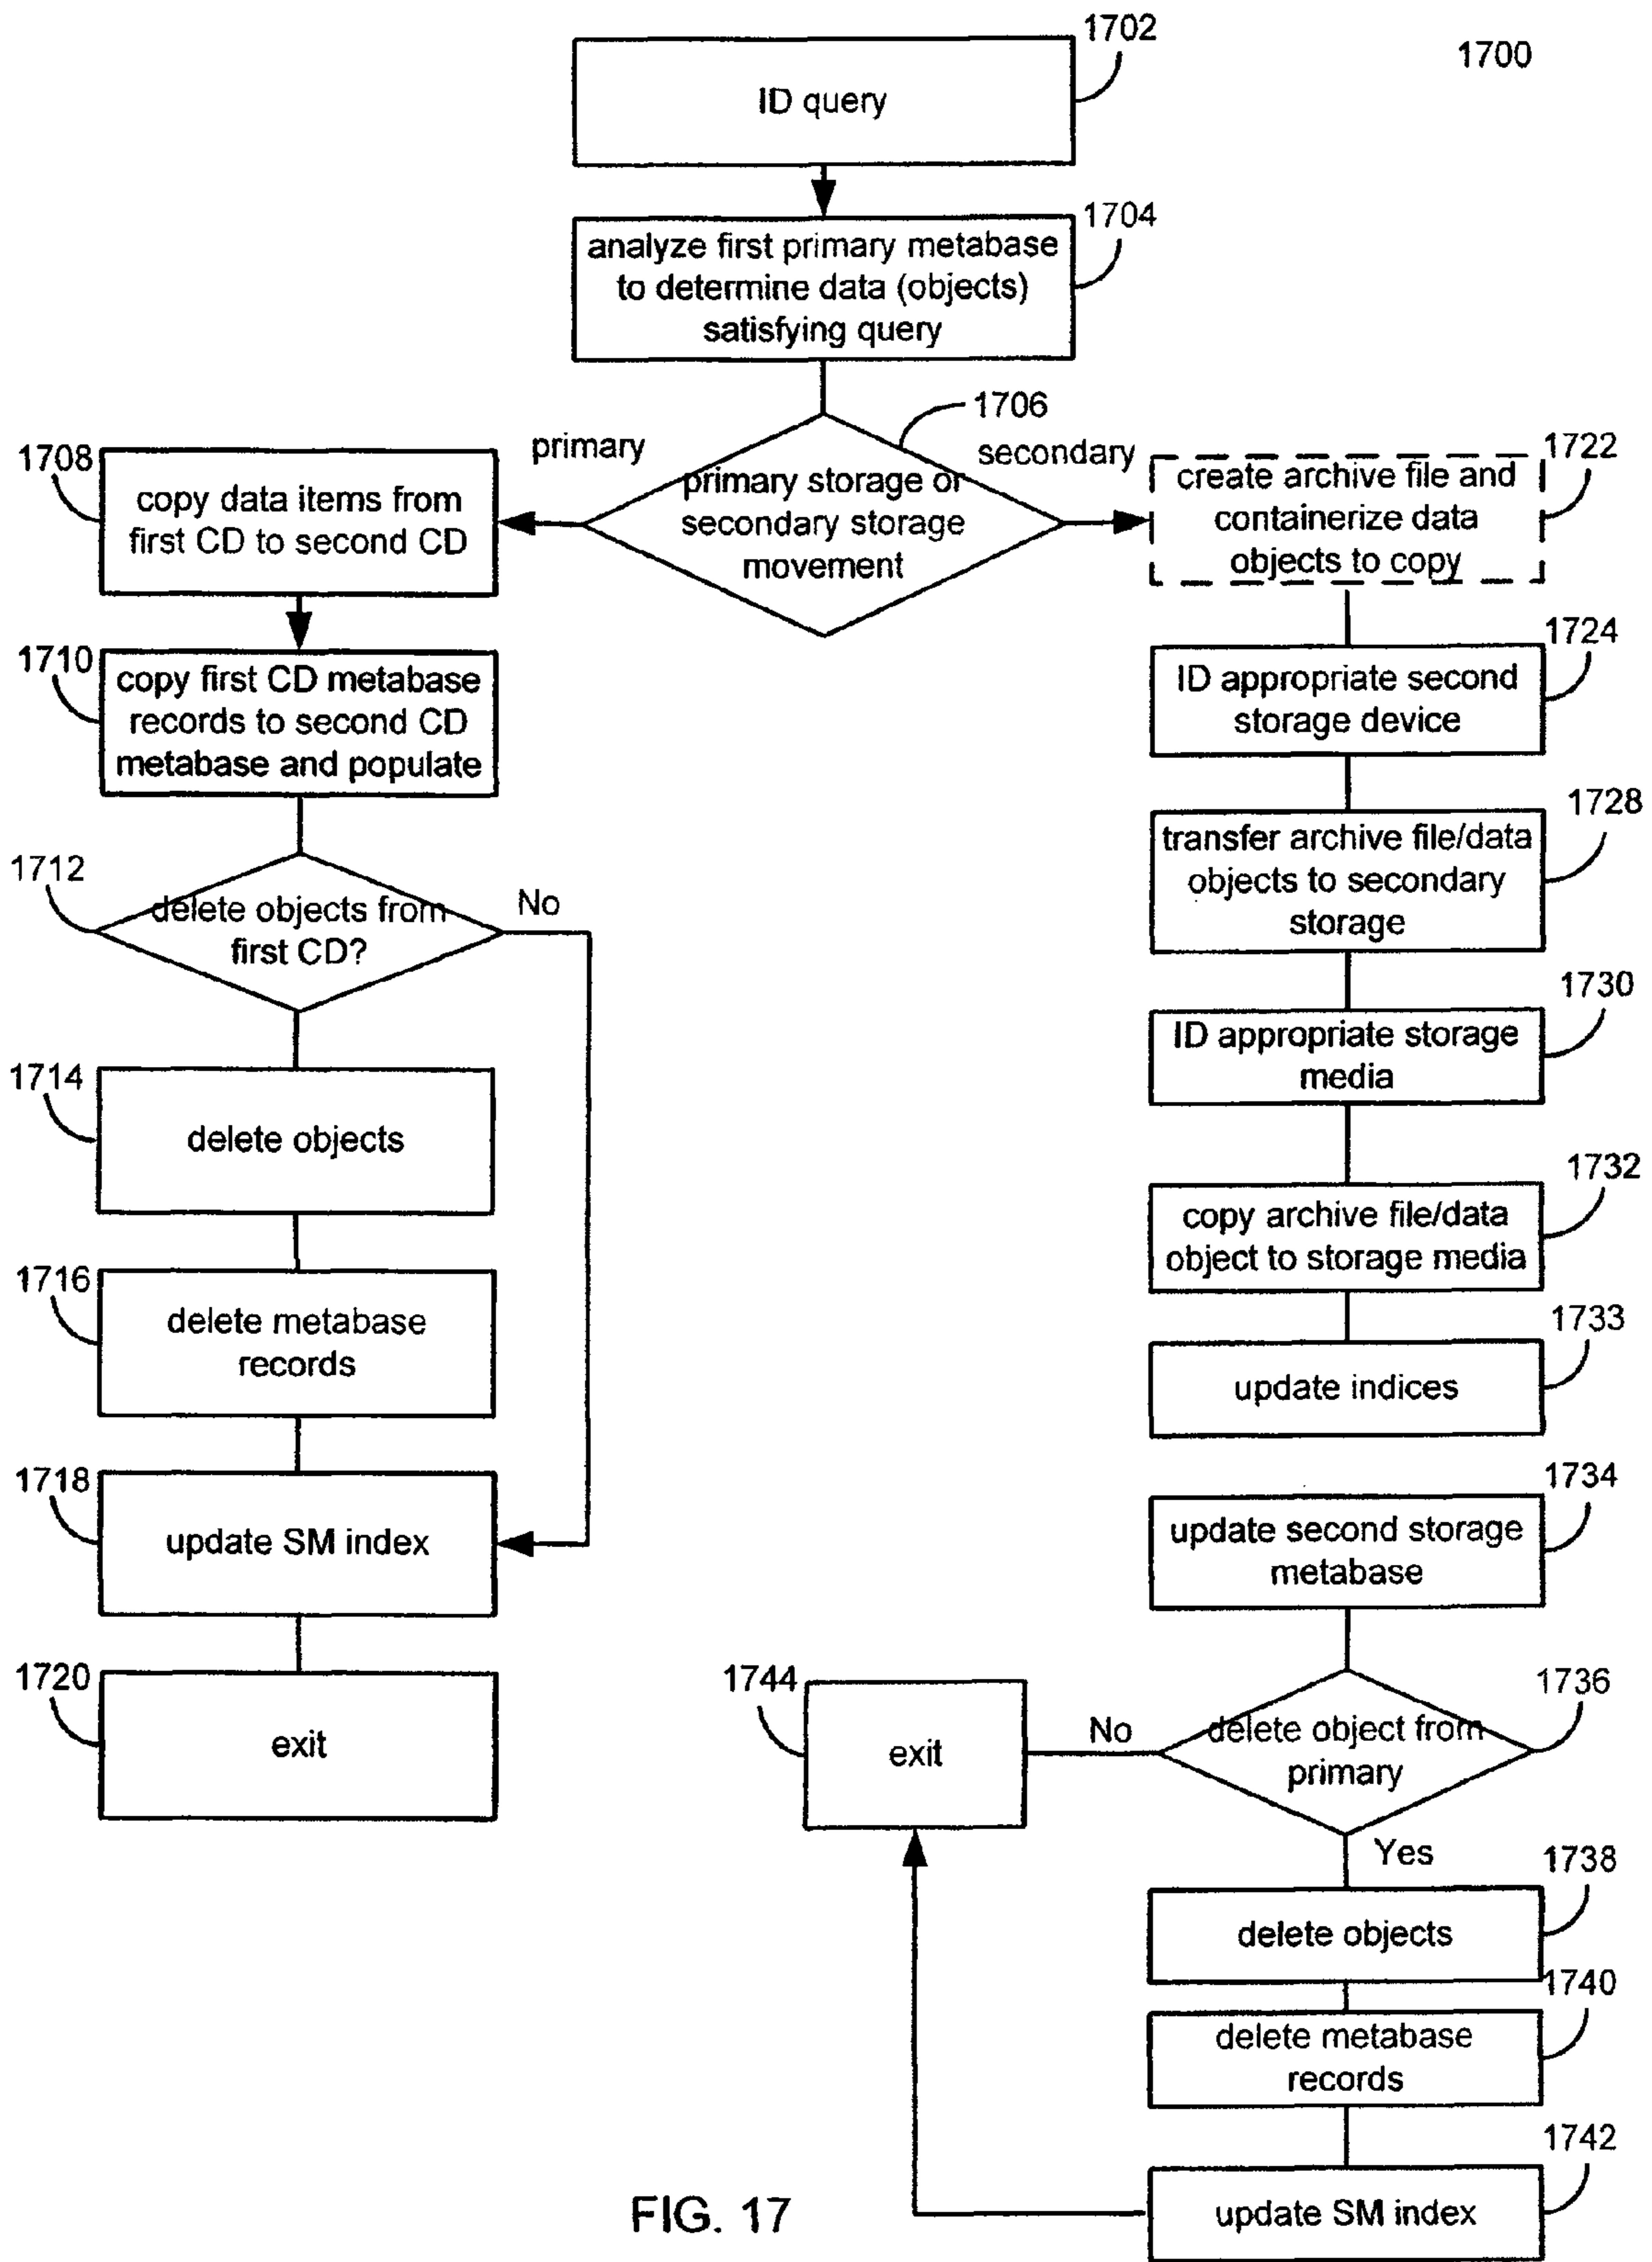 1702
1700
ID query
1704
analyze first primary metabase
to determine data (objects)
satisfying query
1706
primary
secondary
primary storage or
secondary storage
movement
1708
copy data items from
first CD to second CD
1722
create archive file and
containerize data
objects to copy
1710
copy first CD metabase
records to second CD
metabase and populate
1724
ID appropriate second
storage device
1728
transfer archive file/data
objects to secondary
storage
1712
delete objects from
first CD?
No
1730
ID appropriate storage
media
1714
delete objects
1732
copy archive file/data
object to storage media
1716
delete metabase
records
1733
update indices
1718
update SM index
1734
update second storage
metabase
1720
exit
1744
exit
No
1736
delete object from
primary
Yes
1738
delete objects
1740
delete metabase
records
1742
update SM index
FIG. 17